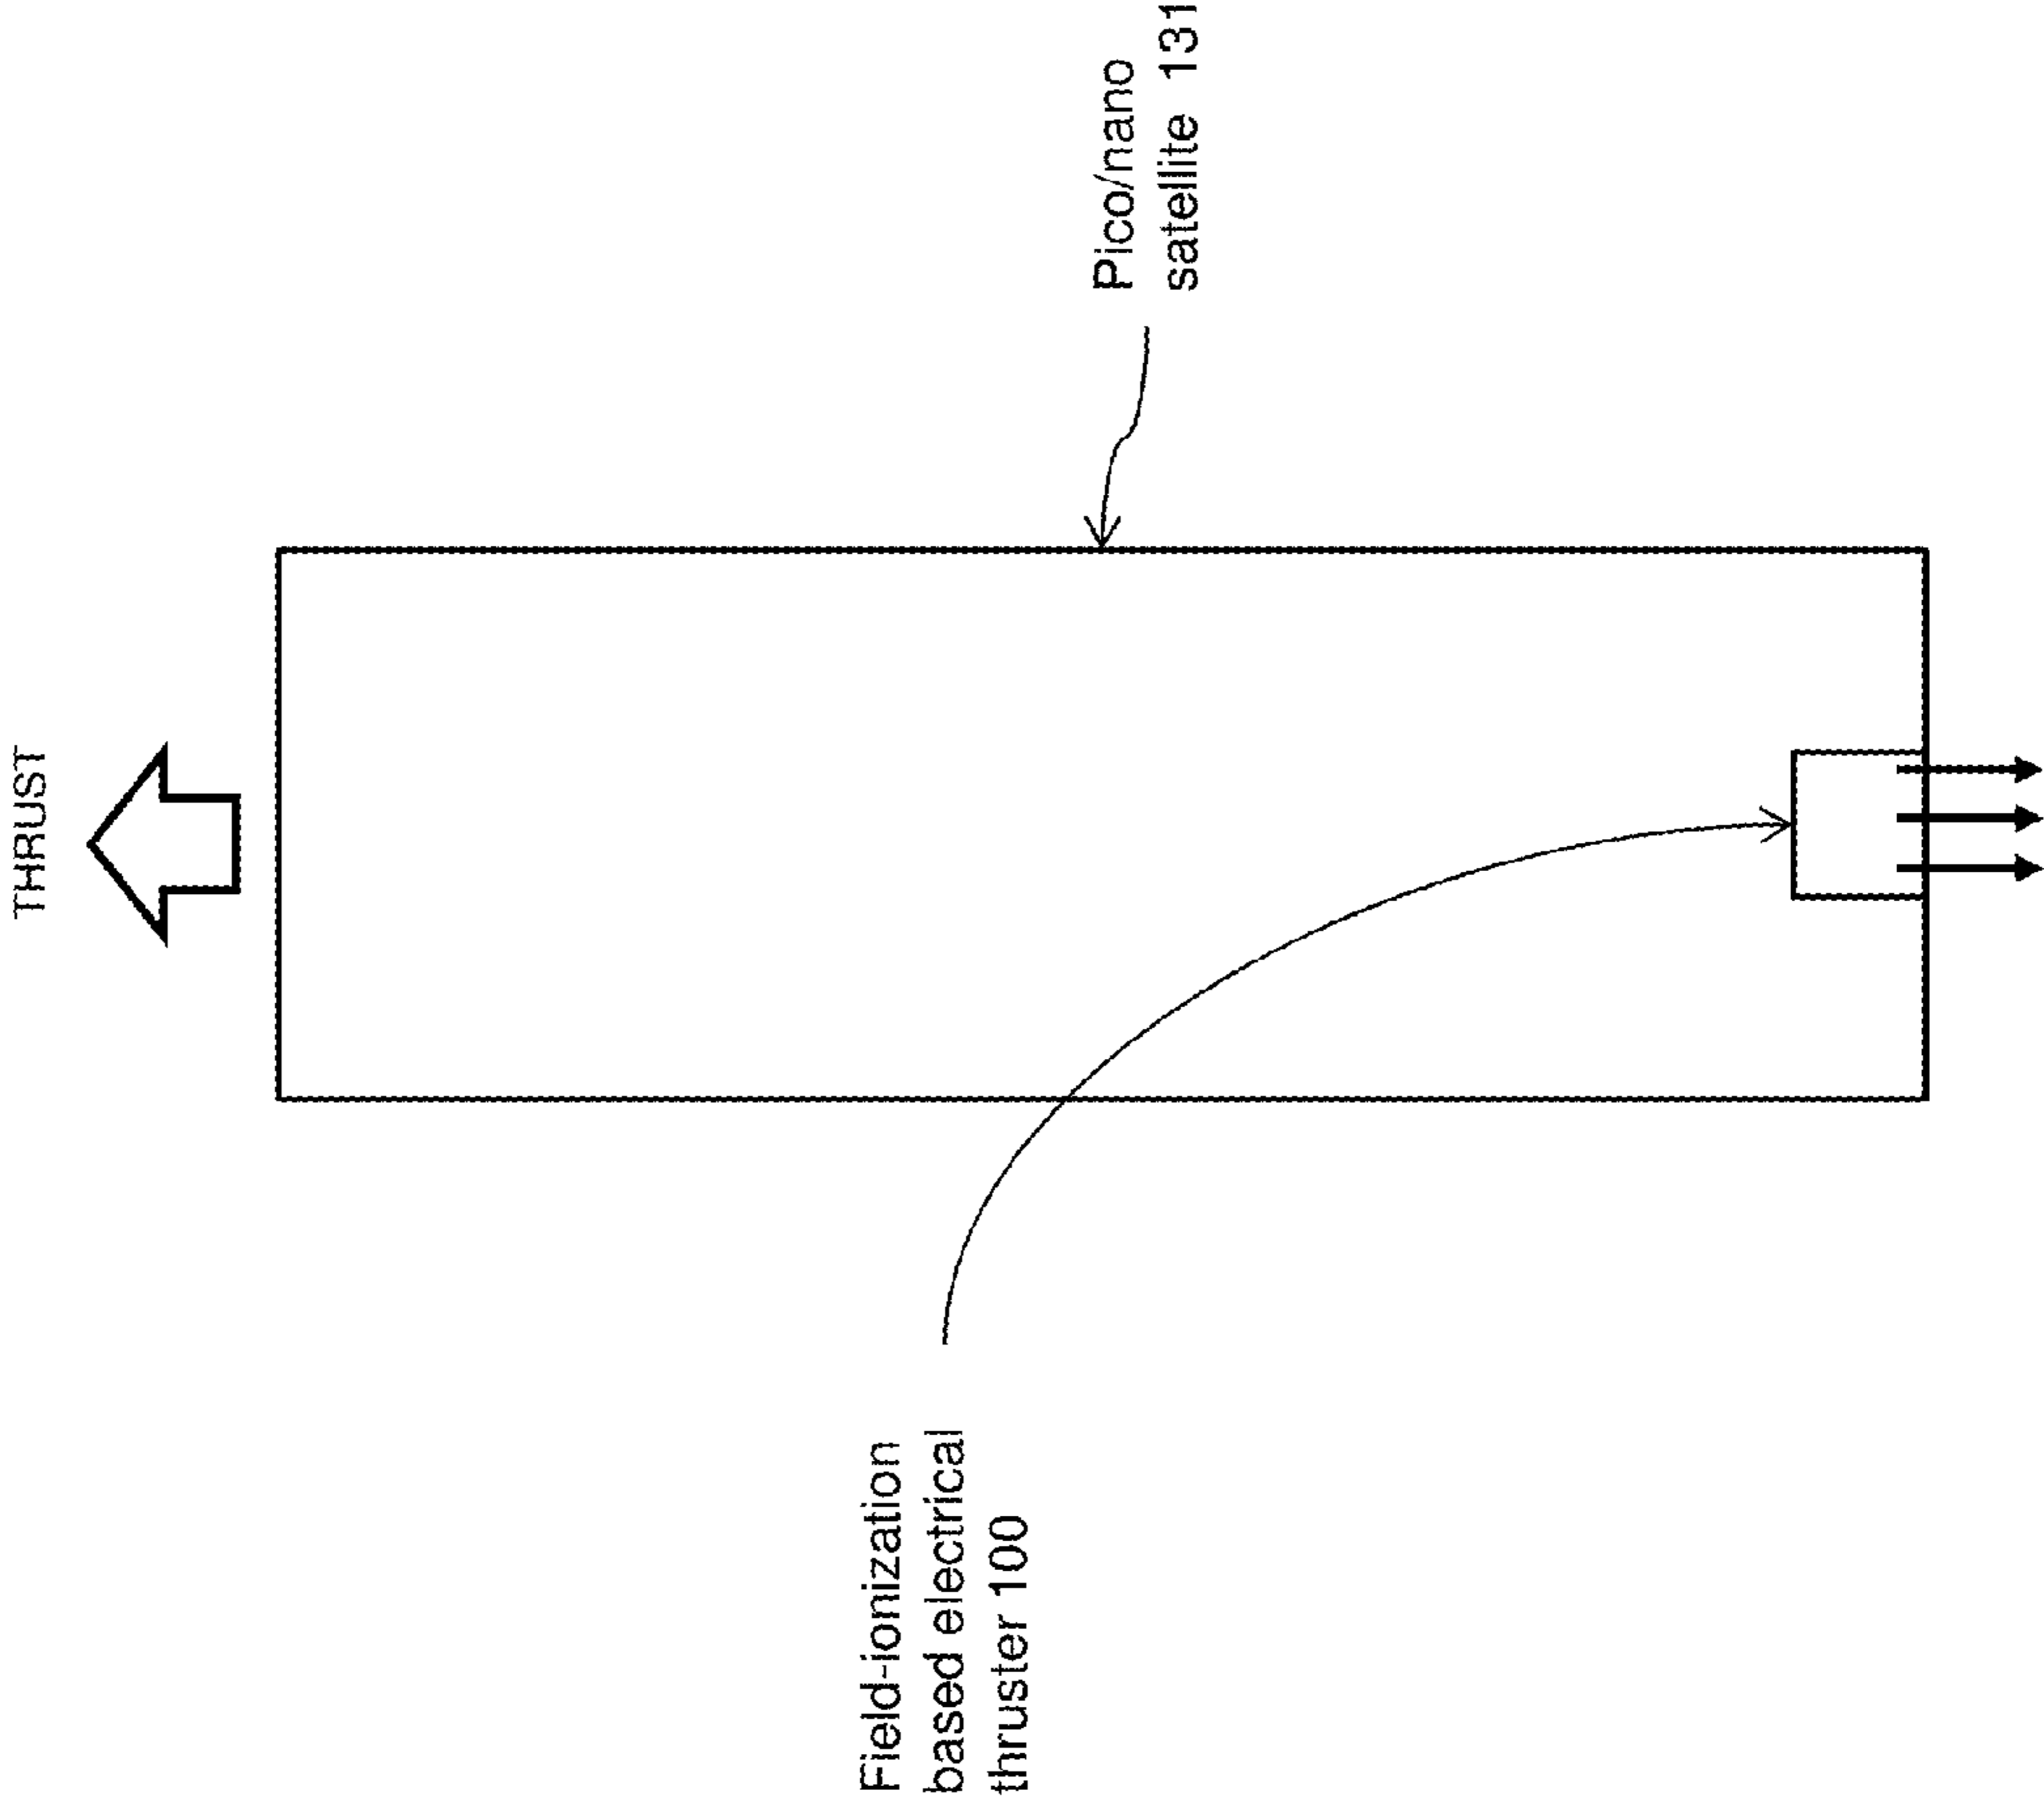 THRUST
Pico/nano
satellite 131
Field-ionization
based electrical
thruster 100